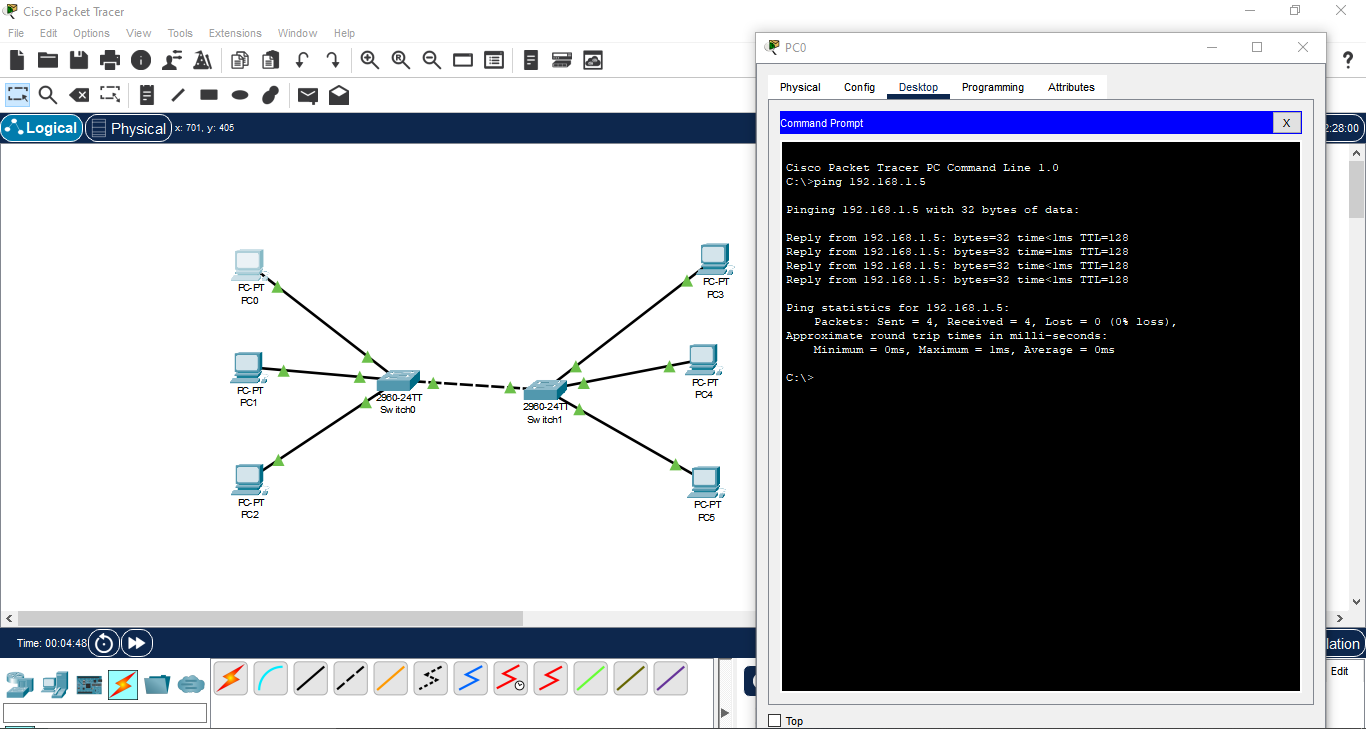 Cisco Packet Tracer
File Edit Options View Tools Extensions Window Help
Logical
Physical
x: 701, y: 405
PC-PT
PC0
PC-PT
PC1
PC-PT
PC2
2960-24TT
Switch0
2960-24TT
Switch1
PC-PT
PC3
PC-PT
PC4
PC-PT
PC5
PC0
Physical Config Desktop Programming Attributes
Command Prompt
X
Cisco Packet Tracer PC Command Line 1.0
C:\>ping 192.168.1.5
Pinging 192.168.1.5 with 32 bytes of data:
Reply from 192.168.1.5: bytes=32 time<1ms TTL=128
Reply from 192.168.1.5: bytes=32 time=1ms TTL=128
Reply from 192.168.1.5: bytes=32 time<1ms TTL=128
Reply from 192.168.1.5: bytes=32 time<1ms TTL=128
Ping statistics for 192.168.1.5:
Packets: Sent = 4, Received = 4, Lost = 0 (0% loss),
Approximate round trip times in milli-seconds:
Minimum = 0ms, Maximum = 1ms, Average = 0ms
C:\>
Top
?
:28:00
Time: 00:04:48
lation
Edit